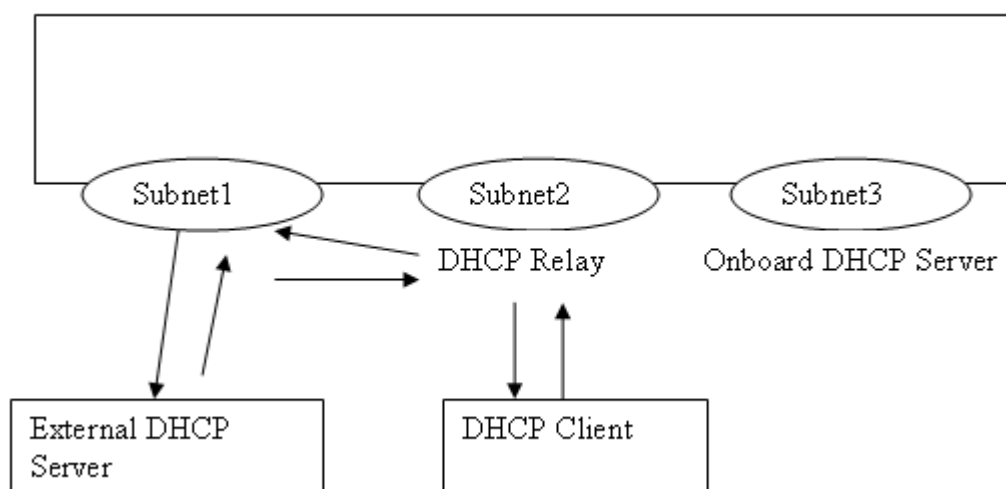 Subnet1
Subnet2
Subnet3
DHCP Relay
Onboard DHCP Server
External DHCP
Server
DHCP Client